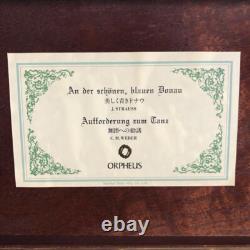 An der schönen, blauen Donau
美しく青きドナウ
J. STRAUSS
Aufforderung zum Tanz
舞踏への勧誘
C. M. WEBER
ORPHEUS